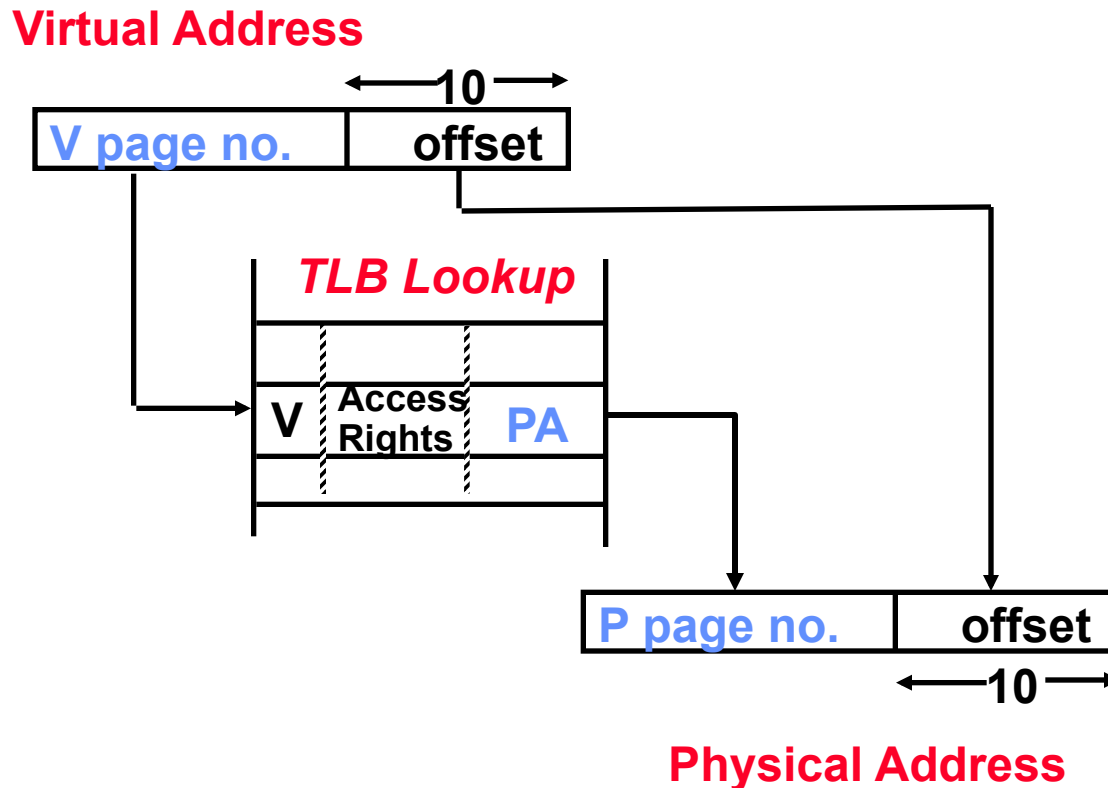 Virtual Address
10
V page no.
offset
TLB Lookup
V
Access
Rights
PA
P page no.
offset
10
Physical Address